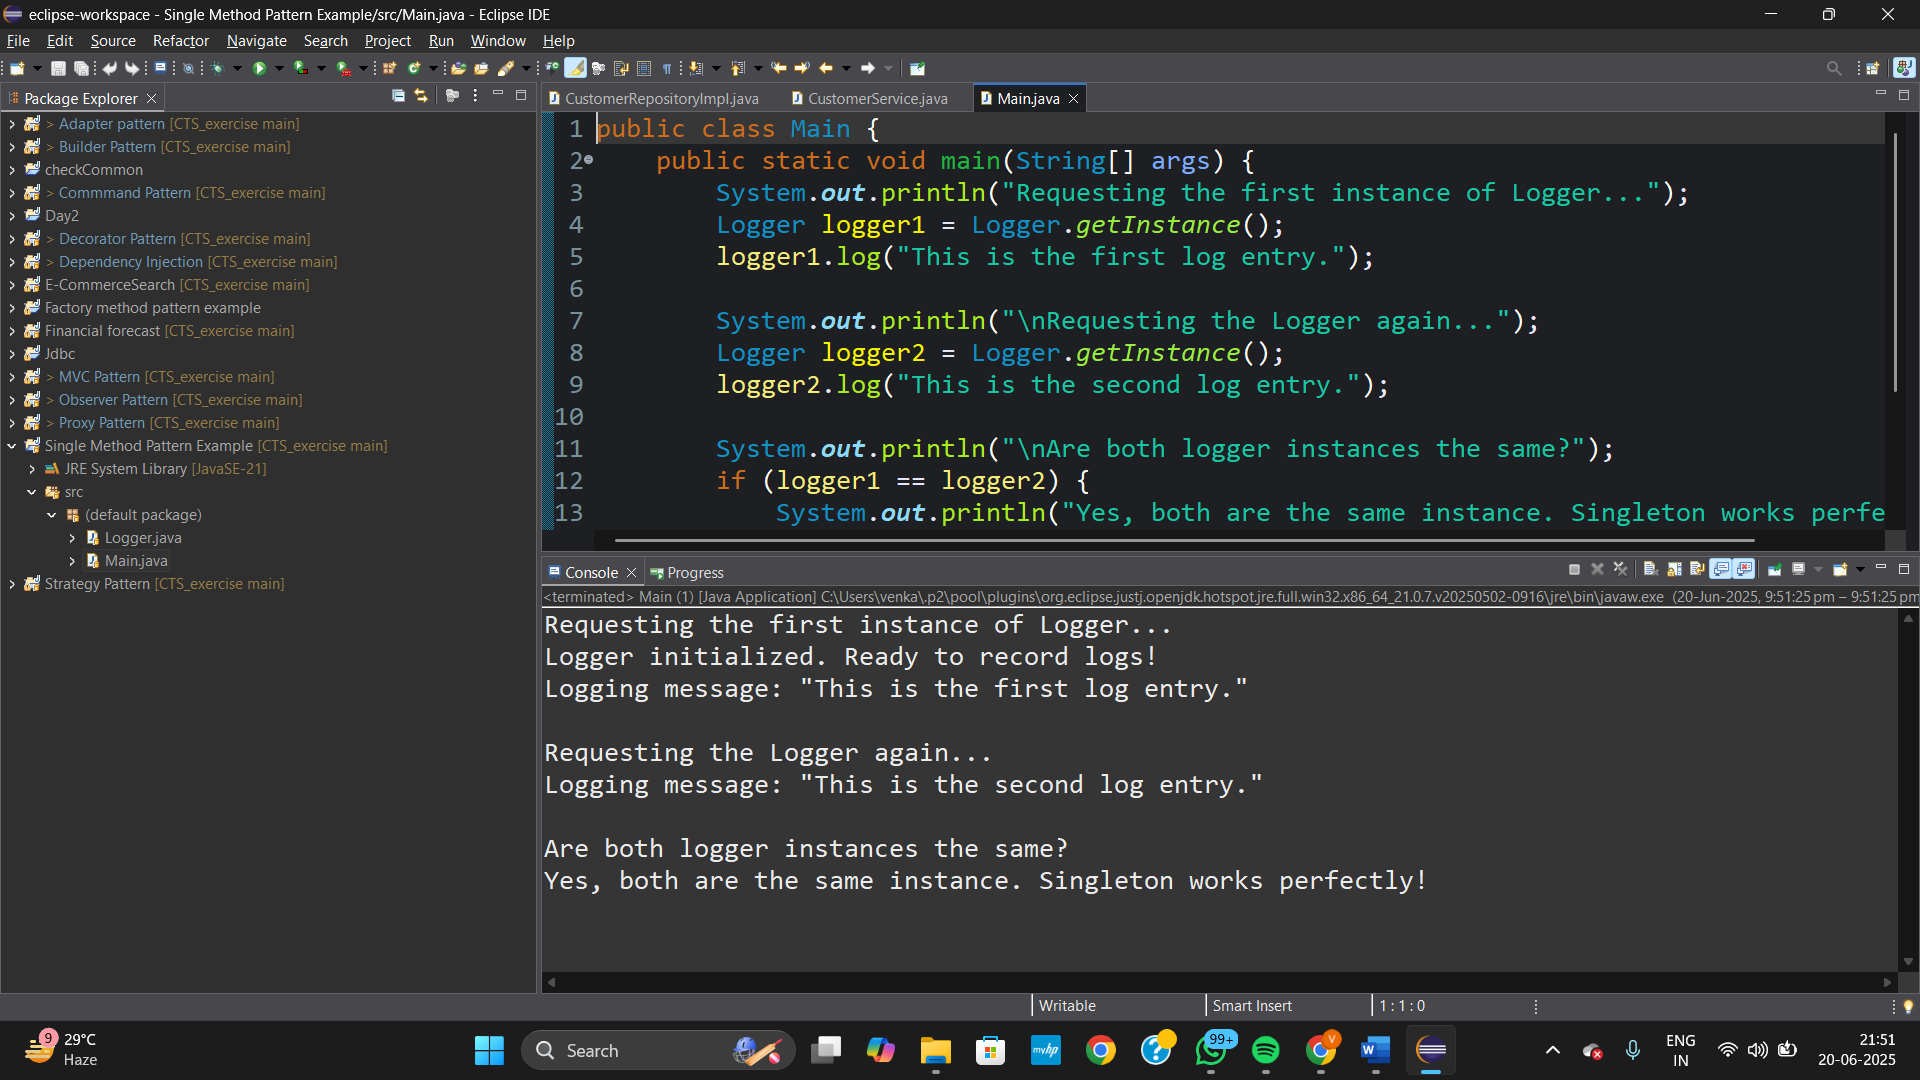 eclipse-workspace - Single Method Pattern Example/src/Main.java - Eclipse IDE
File Edit Source Refactor Navigate Search Project Run Window Help
Package Explorer
> Adapter pattern [CTS_exercise main]
> Builder Pattern [CTS_exercise main]
checkCommon
> Commmand Pattern [CTS_exercise main]
Day2
> Decorator Pattern [CTS_exercise main]
> Dependency Injection [CTS_exercise main]
E-CommerceSearch [CTS_exercise main]
Factory method pattern example
Financial forecast [CTS_exercise main]
Jdbc
> MVC Pattern [CTS_exercise main]
> Observer Pattern [CTS_exercise main]
> Proxy Pattern [CTS_exercise main]
Single Method Pattern Example [CTS_exercise main]
JRE System Library [JavaSE-21]
src
(default package)
Logger.java
Main.java
Strategy Pattern [CTS_exercise main]
CustomerRepositoryImpl.java CustomerService.java Main.java
1 public class Main {
2 public static void main(String[] args) {
3 System.out.println("Requesting the first instance of Logger...");
4 Logger logger1 = Logger.getInstance();
5 logger1.log("This is the first log entry.");
6
7 System.out.println("\nRequesting the Logger again...");
8 Logger logger2 = Logger.getInstance();
9 logger2.log("This is the second log entry.");
10
11 System.out.println("\nAre both logger instances the same?");
12 if (logger1 == logger2) {
13 System.out.println("Yes, both are the same instance. Singleton works perfe
Console Progress
<terminated> Main (1) [Java Application] C:\Users\venka\.p2\pool\plugins\org.eclipse.justj.openjdk.hotspot.jre.full.win32.x86_64_21.0.7.v20250502-0916\jre\bin\javaw.exe (20-Jun-2025, 9:51:25 pm – 9:51:25 pm
Requesting the first instance of Logger...
Logger initialized. Ready to record logs!
Logging message: "This is the first log entry."
Requesting the Logger again...
Logging message: "This is the second log entry."
Are both logger instances the same?
Yes, both are the same instance. Singleton works perfectly!
Writable Smart Insert 1 : 1 : 0
9
29°C
Haze
Search
myhp
99+
V
W
ENG
IN
21:51
20-06-2025